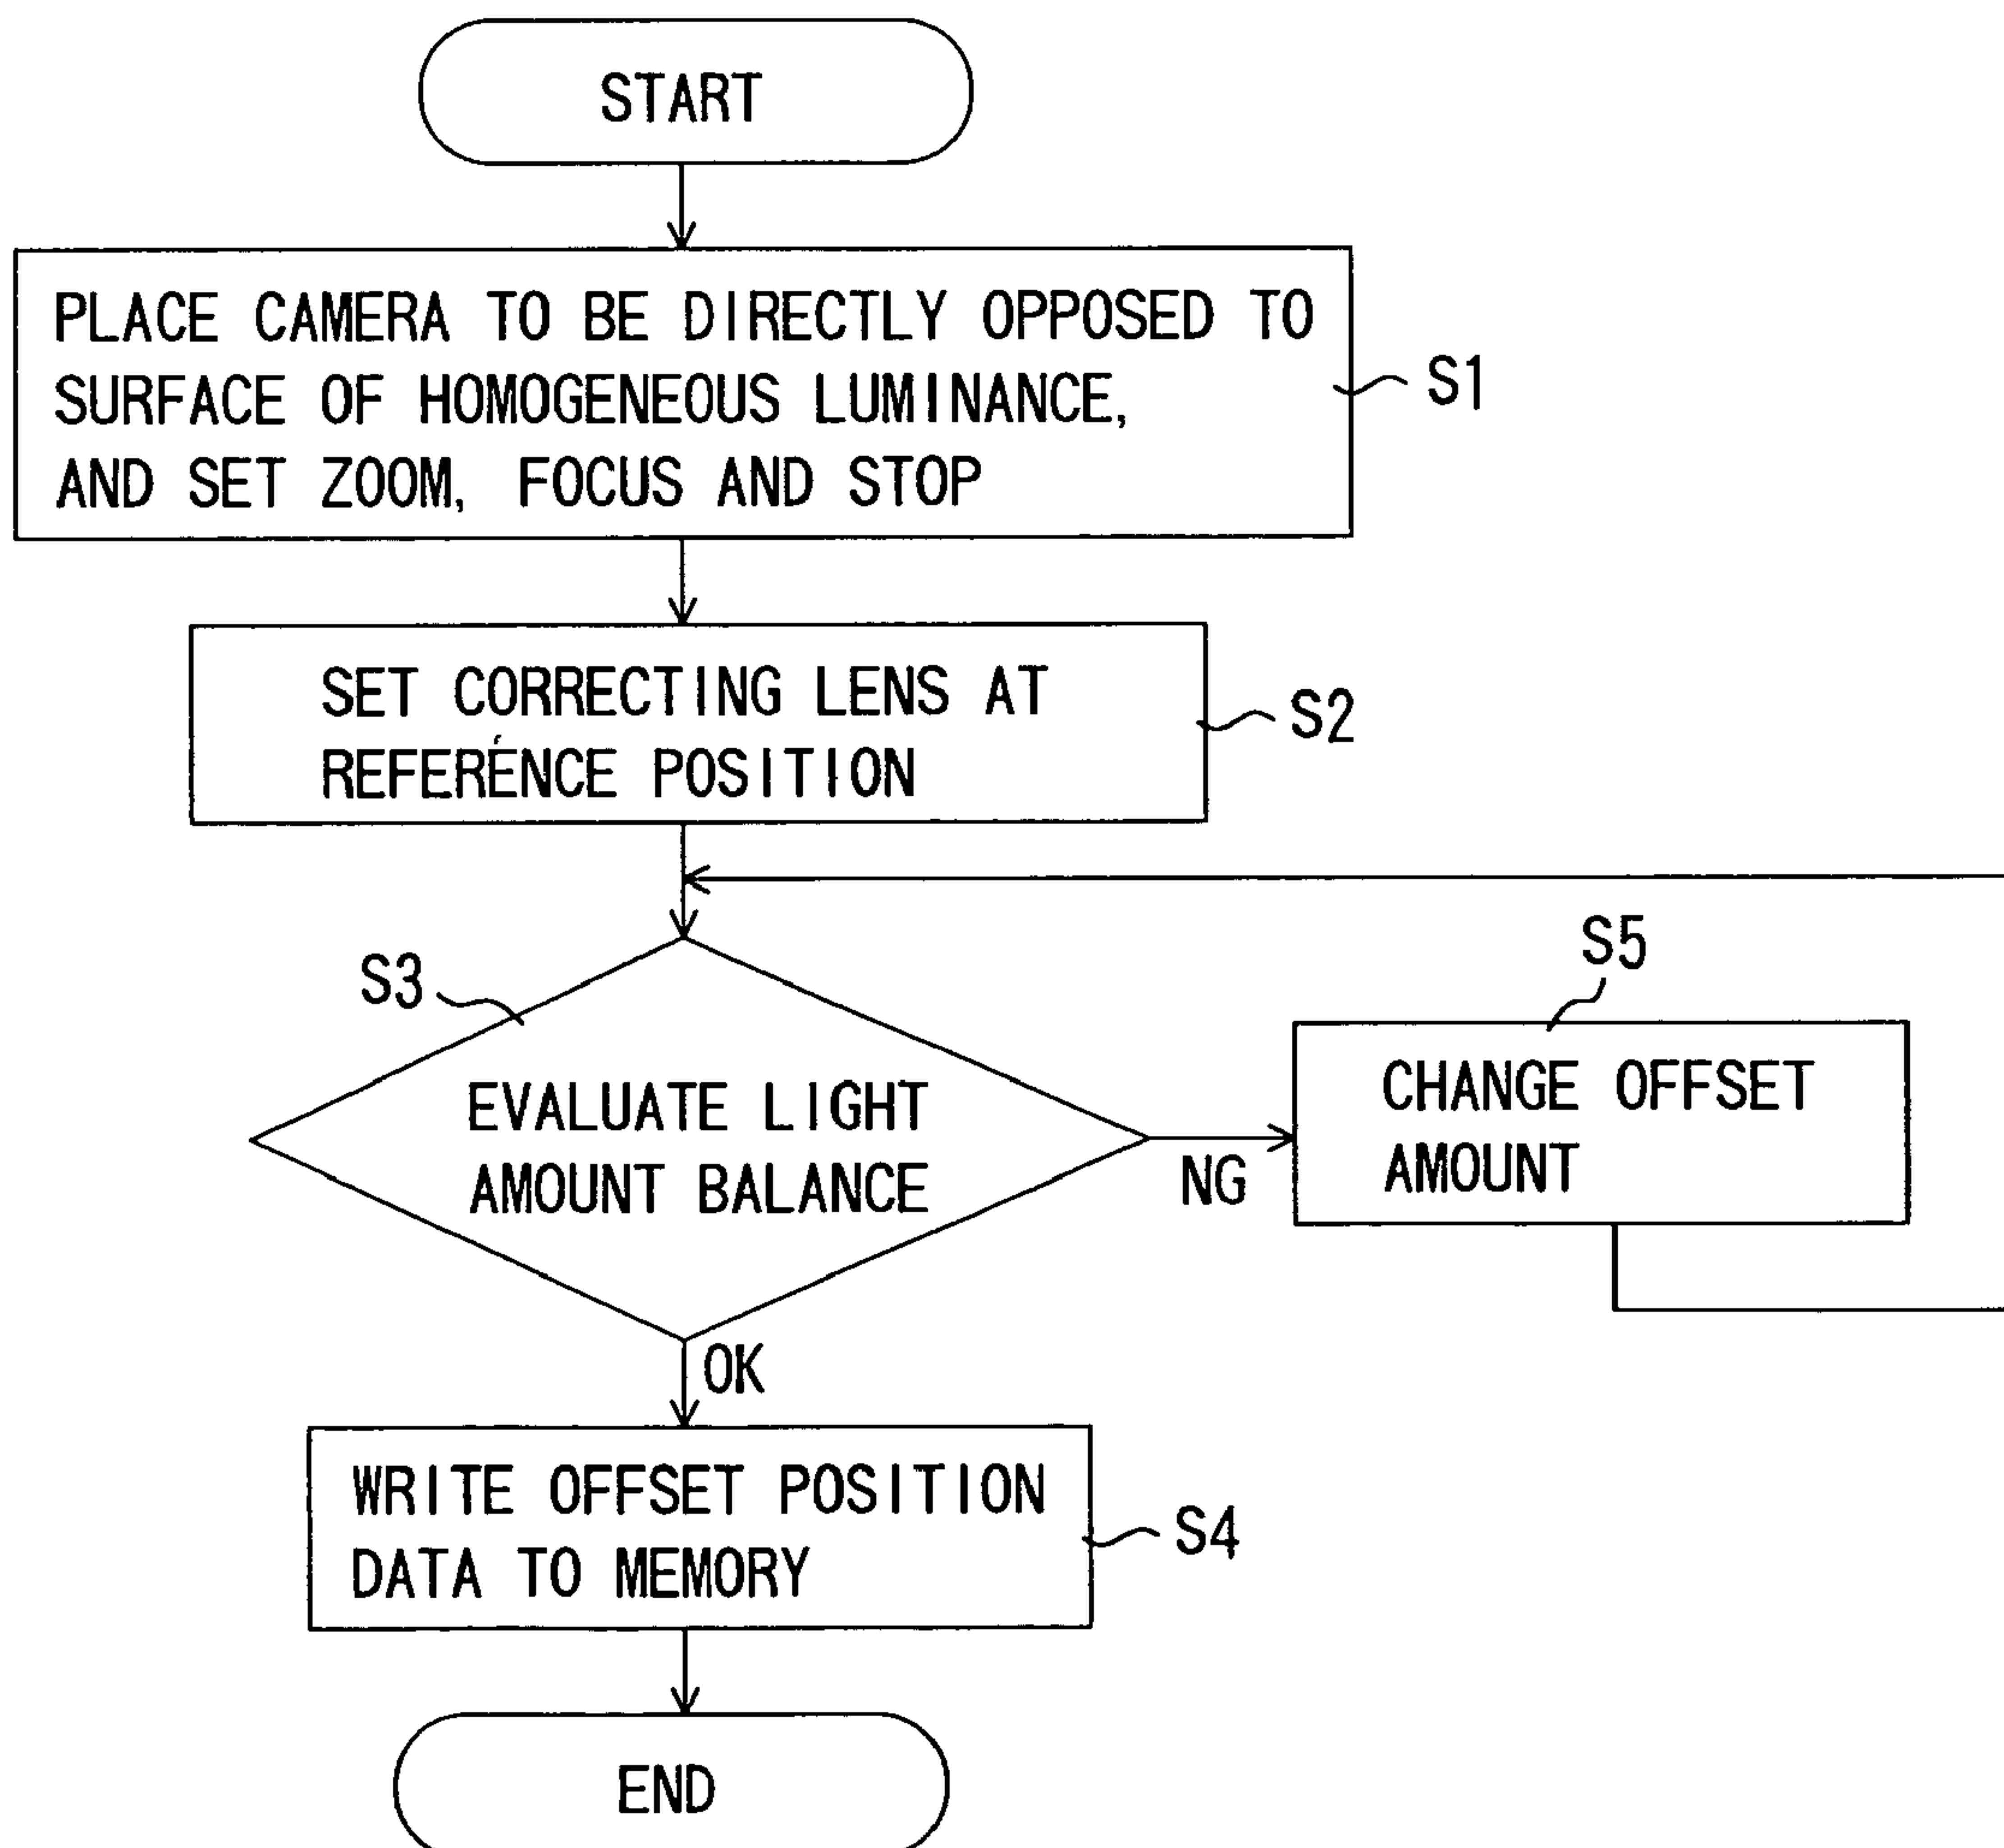 START
PLACE CAMERA TO BE DIRECTLY OPPOSED TO
SURFACE OF HOMOGENEOUS LUMINANCE,
AND SET ZOOM, FOCUS AND STOP
S1
SET CORRECTING LENS AT
REFERENCE POSITION
S2
S3
EVALUATE LIGHT
AMOUNT BALANCE
NG
S5
CHANGE OFFSET
AMOUNT
OK
WRITE OFFSET POSITION
DATA TO MEMORY
S4
END